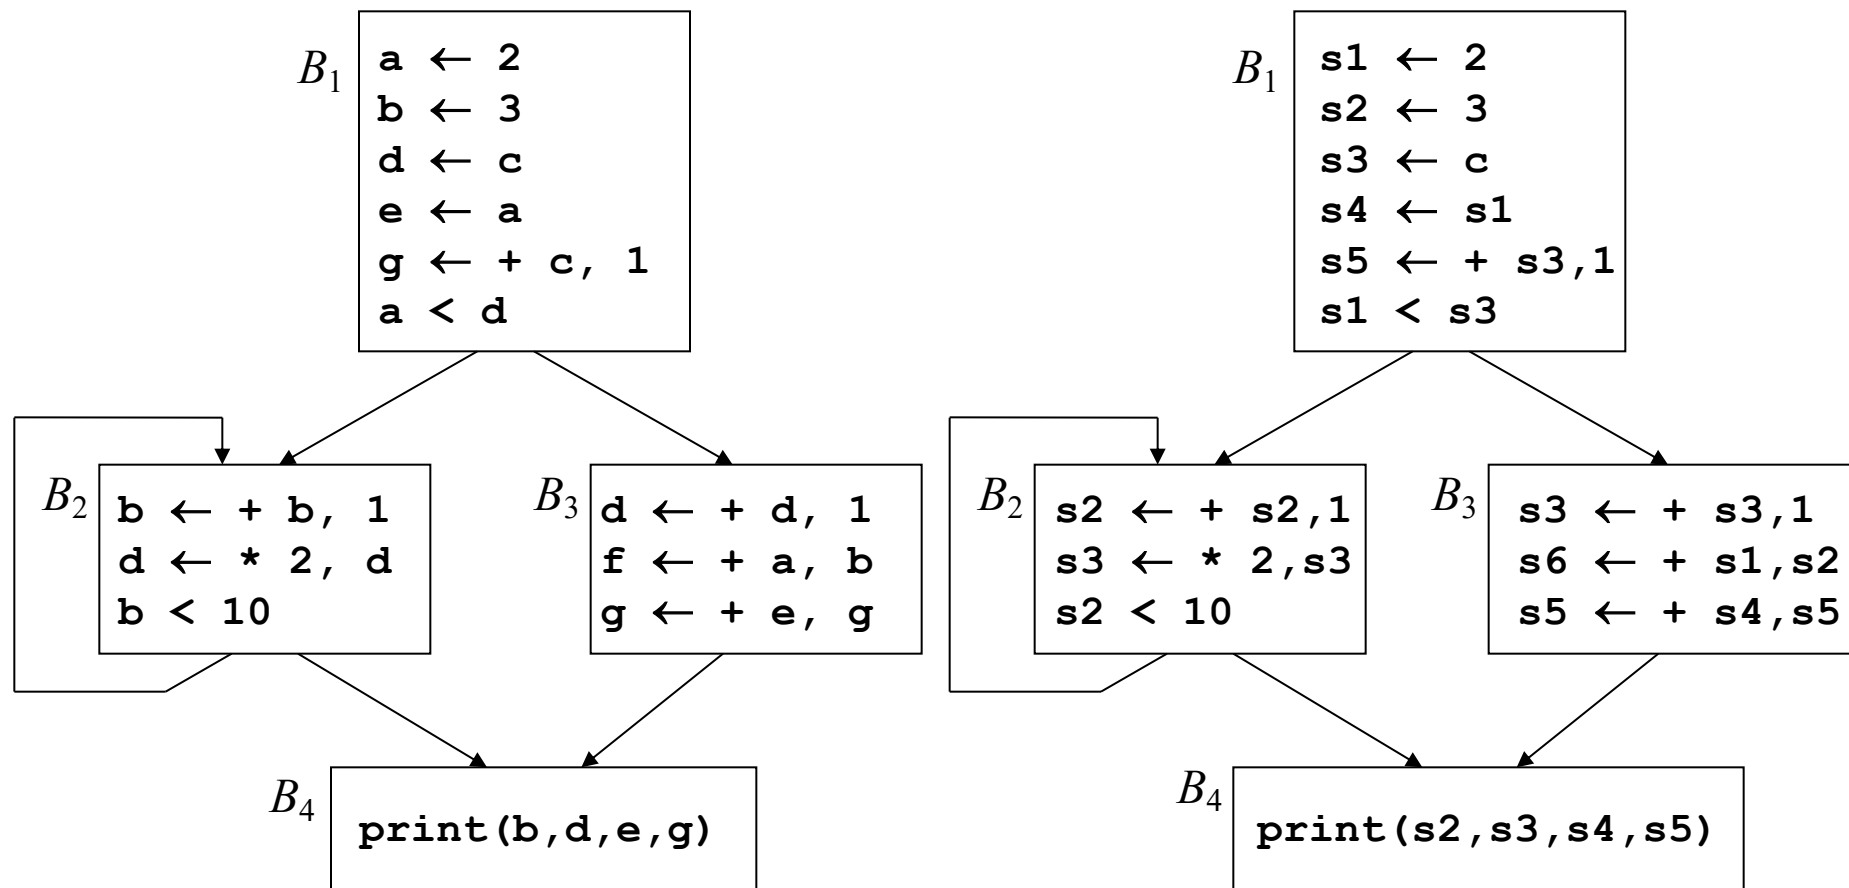 B₁
a ← 2
b ← 3
d ← c
e ← a
g ← + c, 1
a < d
B₂
b ← + b, 1
d ← * 2, d
b < 10
B₃
d ← + d, 1
f ← + a, b
g ← + e, g
B₄
print(b,d,e,g)
B₁
s1 ← 2
s2 ← 3
s3 ← c
s4 ← s1
s5 ← + s3,1
s1 < s3
B₂
s2 ← + s2,1
s3 ← * 2,s3
s2 < 10
B₃
s3 ← + s3,1
s6 ← + s1,s2
s5 ← + s4,s5
B₄
print(s2,s3,s4,s5)